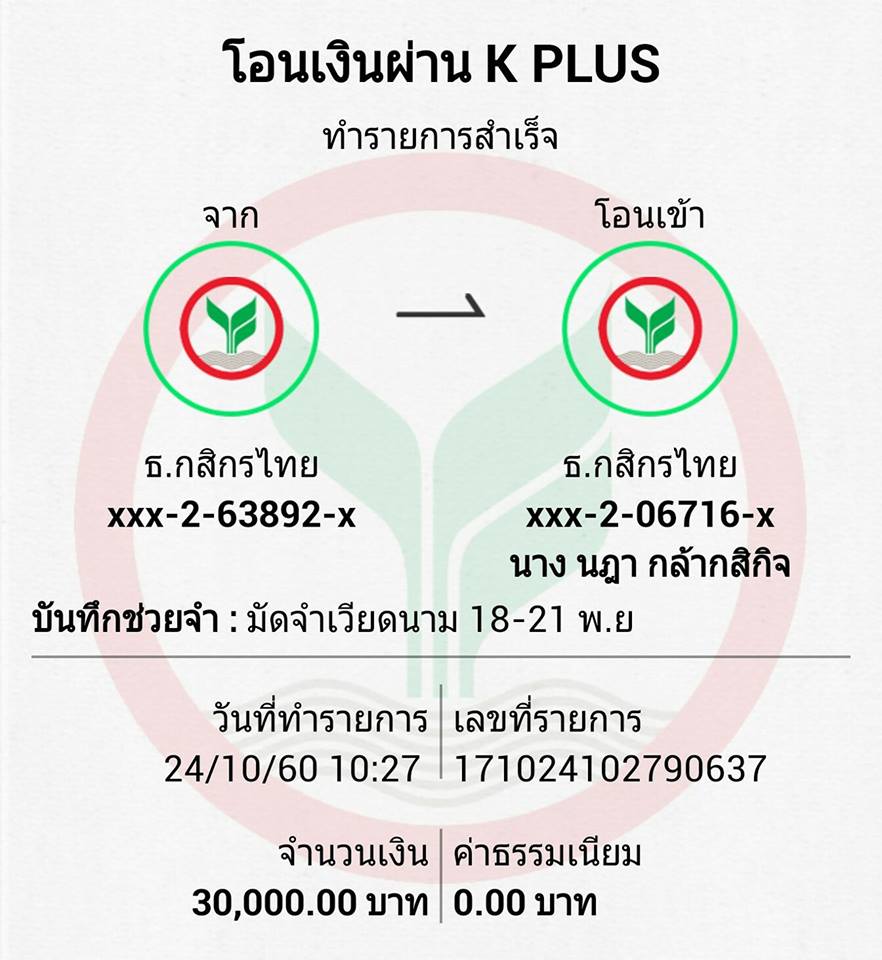 โอนเงินผ่าน K PLUS
ทำรายการสำเร็จ
จาก
โอนเข้า
ธ.กสิกรไทย
xxx-2-63892-x
ธ.กสิกรไทย
xxx-2-06716-x
นาง นฎา กล้ากสิกิจ
บันทึกช่วยจำ : มัดจำเวียดนาม 18-21 พ.ย
วันที่ทำรายการ
24/10/60 10:27
เลขที่รายการ
171024102790637
จำนวนเงิน
30,000.00 บาท
ค่าธรรมเนียม
0.00 บาท